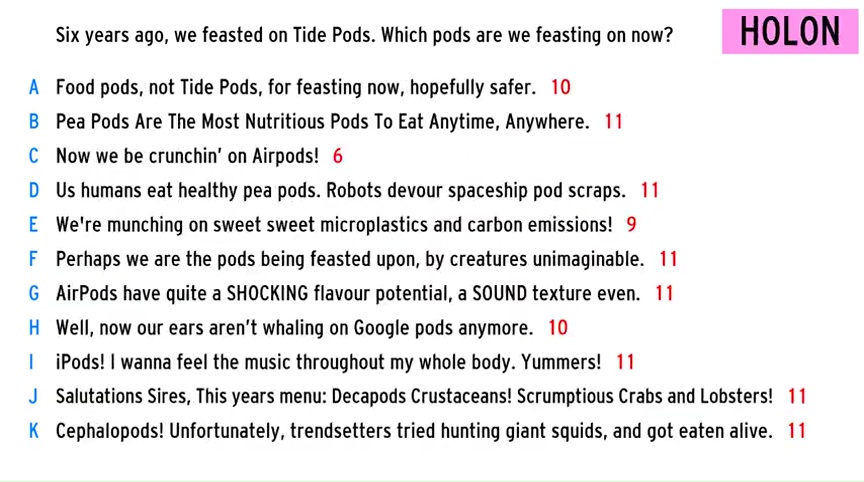 Six years ago, we feasted on Tide Pods. Which pods are we feasting on now?
HOLON
A Food pods, not Tide Pods, for feasting now, hopefully safer. 10
B Pea Pods Are The Most Nutritious Pods To Eat Anytime, Anywhere. 11
C Now we be crunchin' on Airpods! 6
D Us humans eat healthy pea pods. Robots devour spaceship pod scraps. 11
E We're munching on sweet sweet microplastics and carbon emissions! 9
F Perhaps we are the pods being feasted upon, by creatures unimaginable. 11
G AirPods have quite a SHOCKING flavour potential, a SOUND texture even. 11
H Well, now our ears aren't whaling on Google pods anymore. 10
I iPods! I wanna feel the music throughout my whole body. Yummers! 11
J Salutations Sires, This years menu: Decapods Crustaceans! Scrumptious Crabs and Lobsters! 11
K Cephalopods! Unfortunately, trendsetters tried hunting giant squids, and got eaten alive. 11